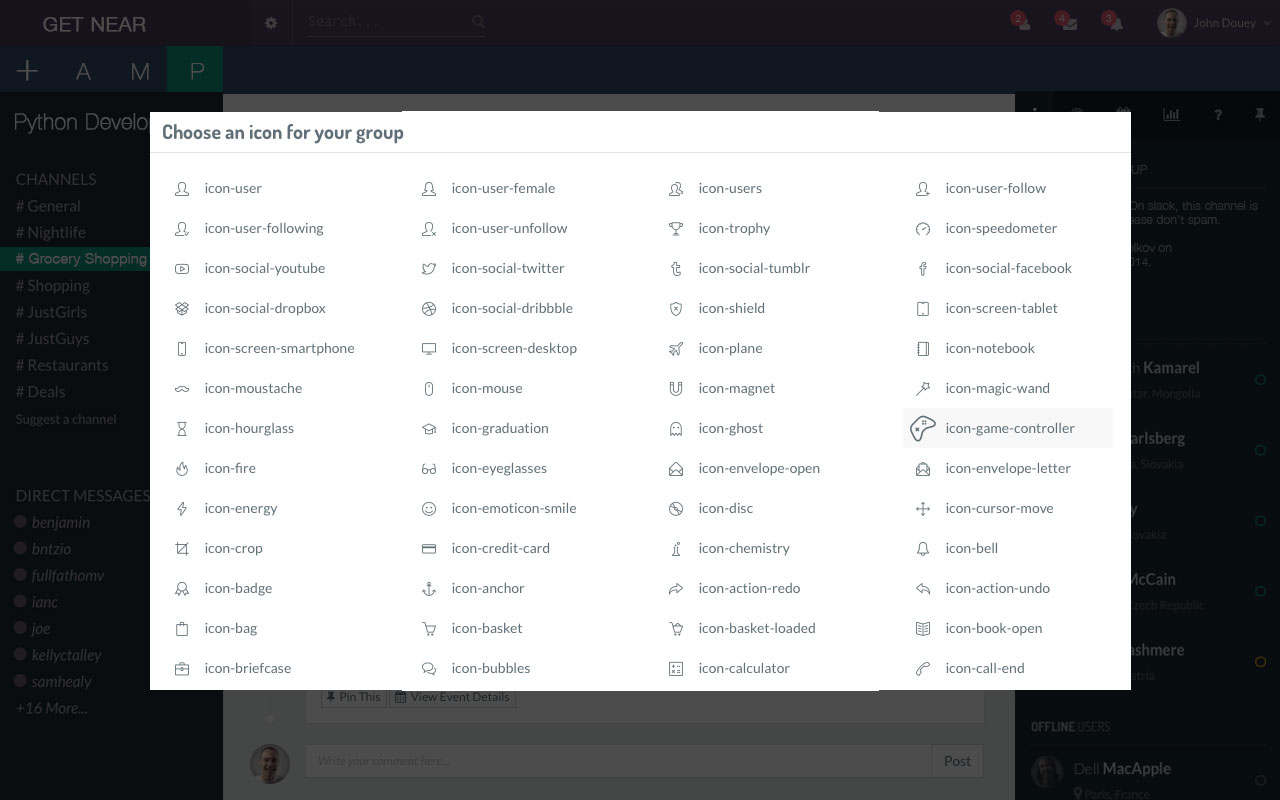 GET NEAR
Search...
2
4
3
John Douey
A M P
Python Develo
CHANNELS
# General
# Nightlife
# Grocery Shopping
# Shopping
# JustGirls
# JustGuys
# Restaurants
# Deals
Suggest a channel
DIRECT MESSAGES
benjamin
bntzio
fullfathomv
ianc
joe
kellyctalley
samhealy
+16 More...
Choose an icon for your group
icon-user icon-user-female icon-users icon-user-follow
icon-user-following icon-user-unfollow icon-trophy icon-speedometer
icon-social-youtube icon-social-twitter icon-social-tumblr icon-social-facebook
icon-social-dropbox icon-social-dribbble icon-shield icon-screen-tablet
icon-screen-smartphone icon-screen-desktop icon-plane icon-notebook
icon-moustache icon-mouse icon-magnet icon-magic-wand
icon-hourglass icon-graduation icon-ghost icon-game-controller
icon-fire icon-eyeglasses icon-envelope-open icon-envelope-letter
icon-energy icon-emoticon-smile icon-disc icon-cursor-move
icon-crop icon-credit-card icon-chemistry icon-bell
icon-badge icon-anchor icon-action-redo icon-action-undo
icon-bag icon-basket icon-basket-loaded icon-book-open
icon-briefcase icon-bubbles icon-calculator icon-call-end
Pin This View Event Details
Write your comment here...
Post
?
UP
On slack, this channel is
ease don't spam.
olkov on
014.
h Kamarel
tar, Mongolia
arlsberg
a, Slovakia
y
ovakia
McCain
zech Republic
ashmere
stria
OFFLINE USERS
Dell MacApple
Paris, France